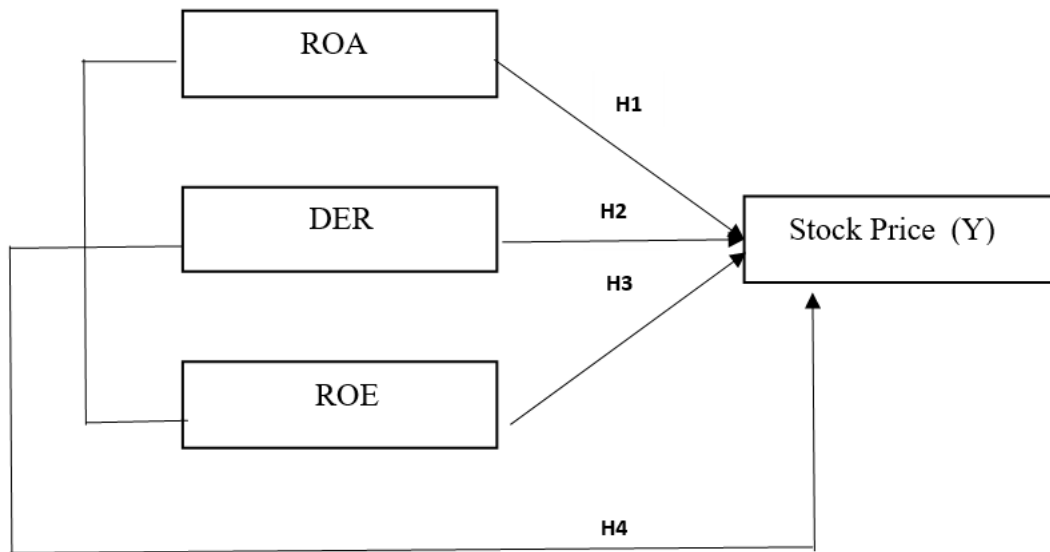 ROA
H1
DER
H2
Stock Price (Y)
H3
ROE
H4